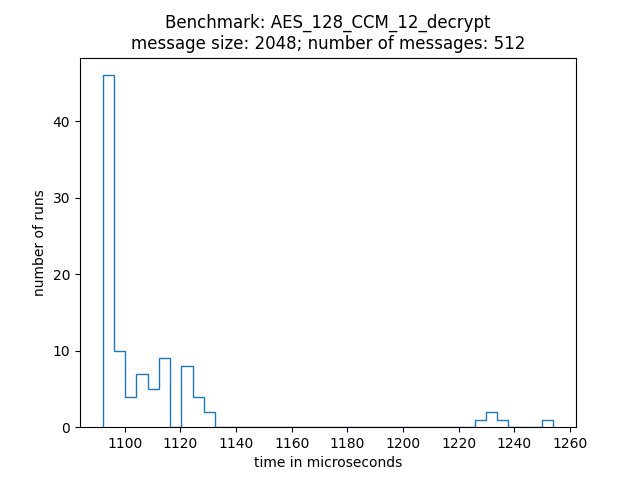 Benchmark: AES_128_CCM_12_decrypt
message size: 2048; number of messages: 512
number of runs
40
30
20
10
0
1100 1120 1140 1160 1180 1200 1220 1240 1260
time in microseconds